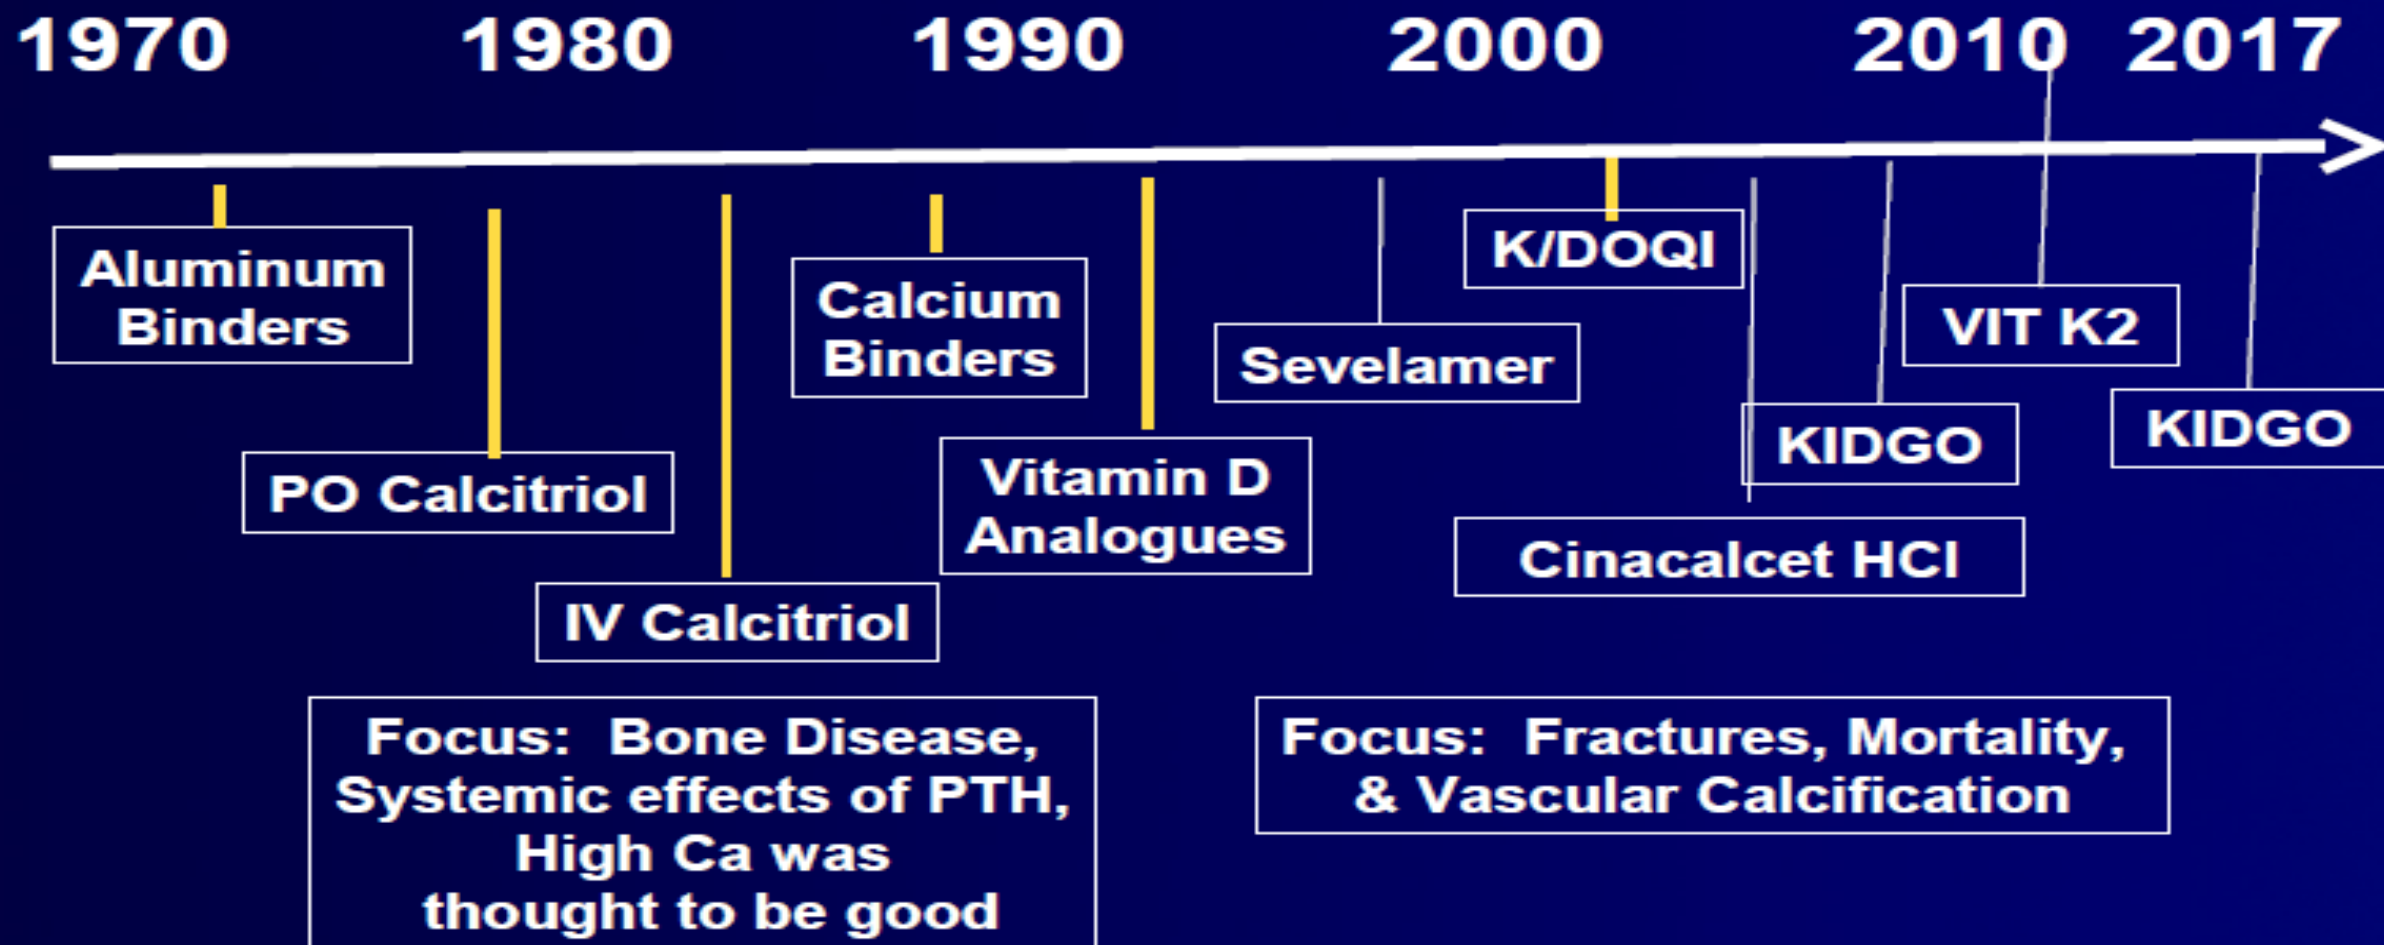 1970 1980 1990 2000 2010 2017
Aluminum
Binders
PO Calcitriol
IV Calcitriol
Calcium
Binders
Vitamin D
Analogues
Sevelamer
K/DOQI
Cinacalcet HCl
KIDGO
VIT K2
KIDGO
Focus: Bone Disease,
Systemic effects of PTH,
High Ca was
thought to be good
Focus: Fractures, Mortality,
& Vascular Calcification